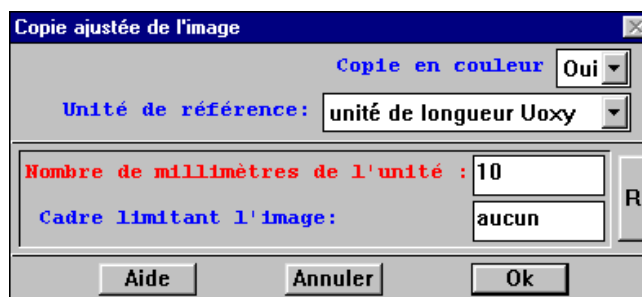 Copie ajustée de l'image
Copie en couleur Oui
Unité de référence: unité de longueur Uoxy
Nombre de millimètres de l'unité : 10
R
Cadre limitant l'image: aucun
Aide Annuler Ok